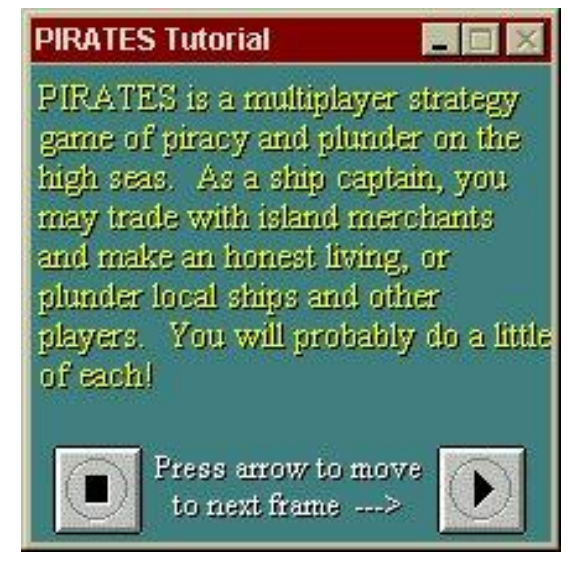 PIRATES Tutorial
PIRATES is a multiplayer strategy
game of piracy and plunder on the
high seas.  As a ship captain, you
may trade with island merchants
and make an honest living, or
plunder local ships and other
players.  You will probably do a little
of each!
Press arrow to move
to next frame --->